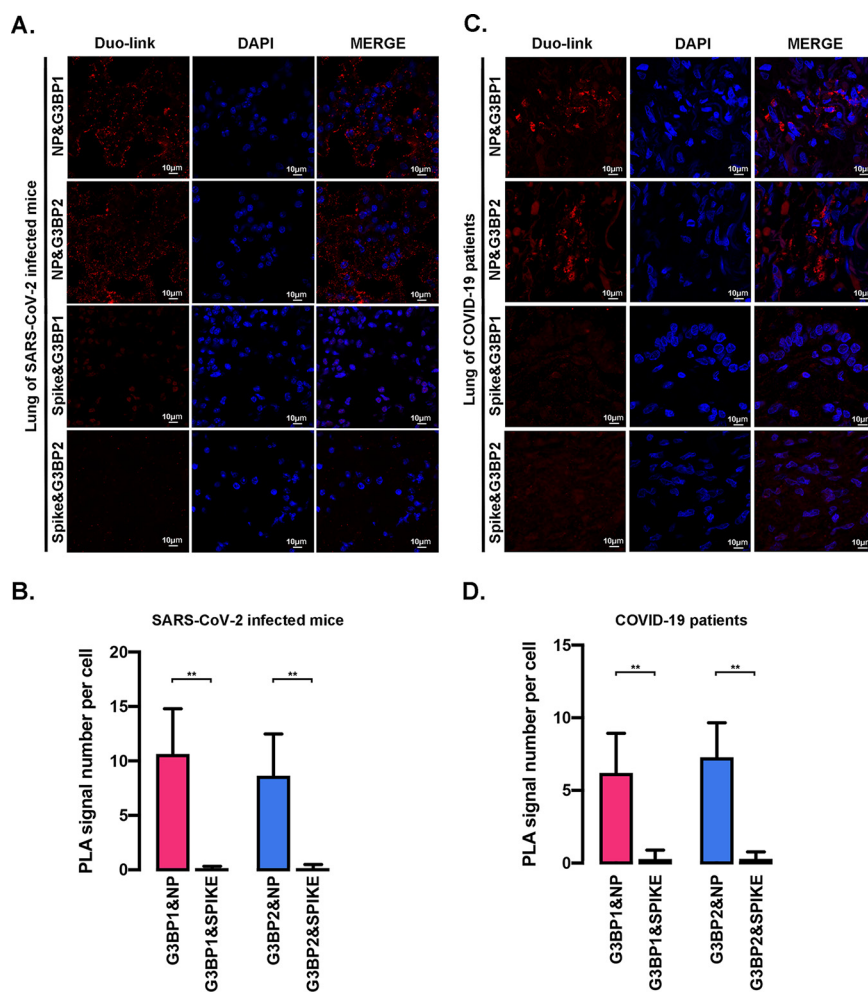 A.
Duo-link DAPI MERGE
Lung of SARS-CoV-2 infected mice
NP&G3BP1
10μm 10μm 10μm
NP&G3BP2
10μm 10μm 10μm
Spike&G3BP1
10μm 10μm 10μm
Spike&G3BP2
10μm 10μm 10μm
C.
Duo-link DAPI MERGE
Lung of COVID-19 patients
NP&G3BP1
10μm 10μm 10μm
NP&G3BP2
10μm 10μm 10μm
Spike&G3BP1
10μm 10μm 10μm
Spike&G3BP2
10μm 10μm 10μm
B.
SARS-CoV-2 infected mice
PLA signal number per cell
20
15
10
5
0
** **
G3BP1&NP
G3BP1&SPIKE
G3BP2&NP
G3BP2&SPIKE
D.
COVID-19 patients
PLA signal number per cell
15
10
5
0
** **
G3BP1&NP
G3BP1&SPIKE
G3BP2&NP
G3BP2&SPIKE